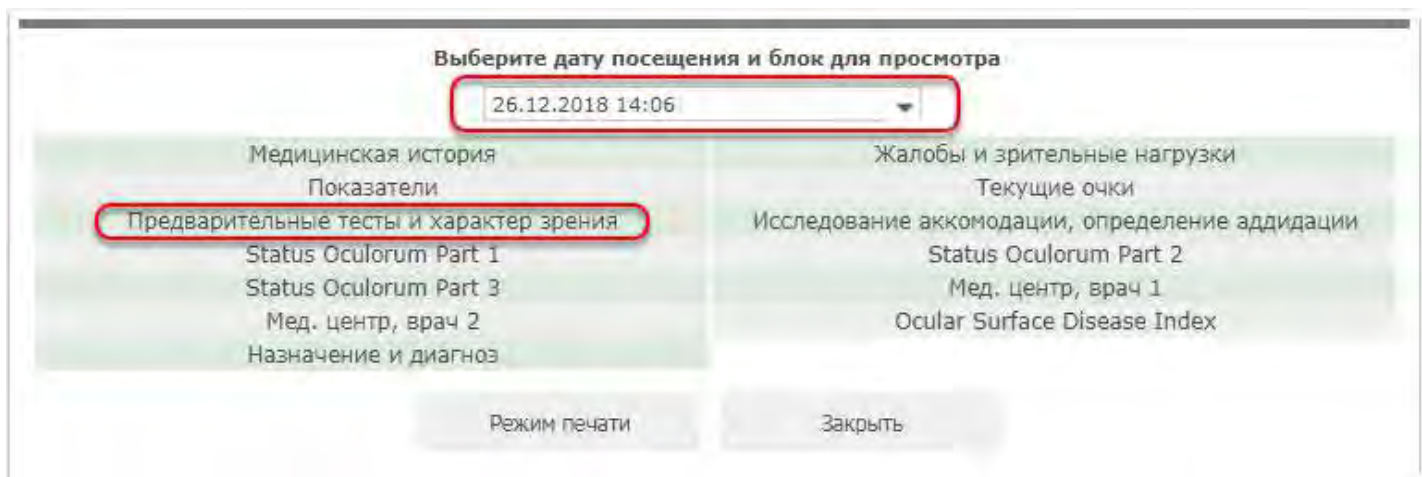 Выберите дату посещения и блок для просмотра
26.12.2018 14:06
Медицинская история Жалобы и зрительные нагрузки
Показатели Текущие очки
Предварительные тесты и характер зрения Исследование аккомодации, определение аддидации
Status Oculorum Part 1 Status Oculorum Part 2
Status Oculorum Part 3 Мед. центр, врач 1
Мед. центр, врач 2 Ocular Surface Disease Index
Назначение и диагноз
Режим печати Закрыть